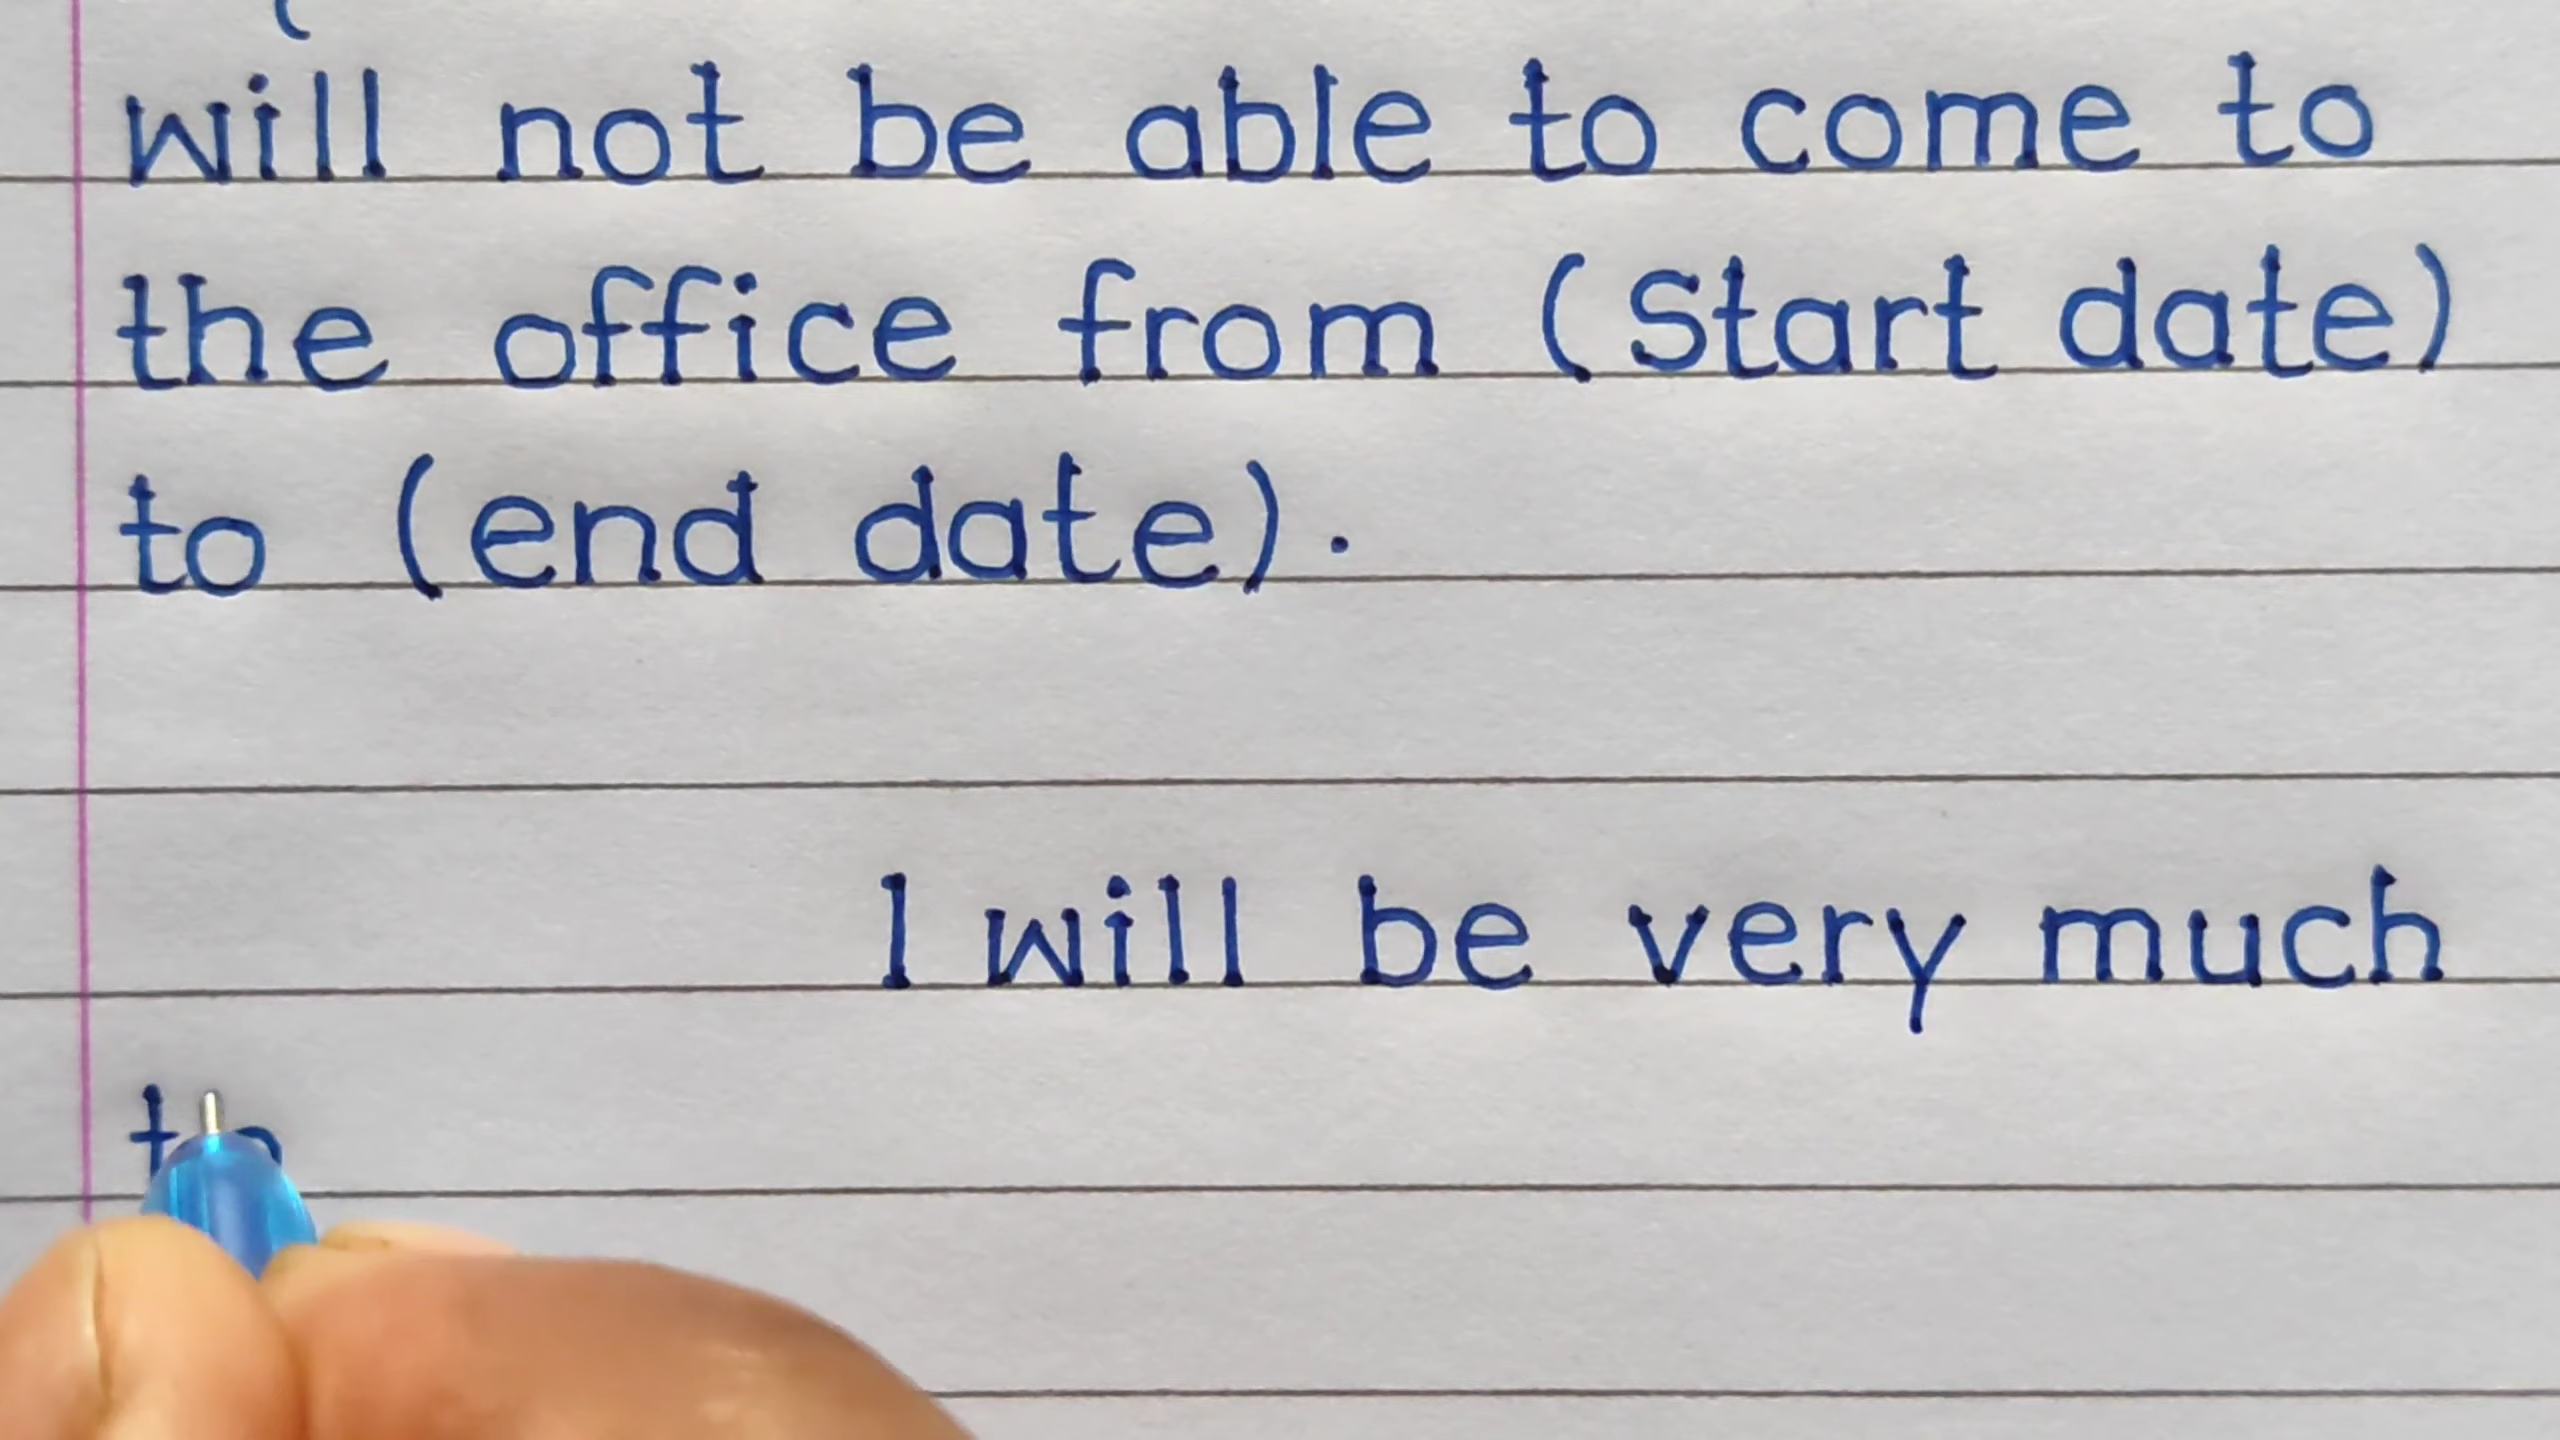 will not be able to come to
the office from (Start date)
to (end date).
I will be very much